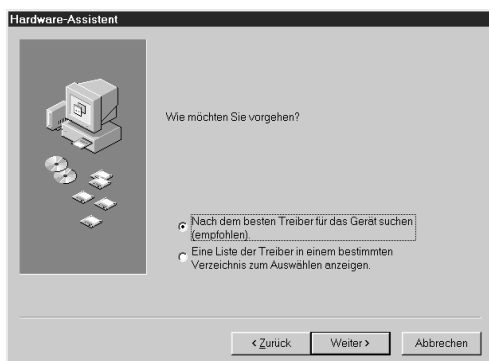 Hardware-Assistent
Wie möchten Sie vorgehen?
Nach dem besten Treiber für das Gerät suchen
(empfohlen).
Eine Liste der Treiber in einem bestimmten
Verzeichnis zum Auswählen anzeigen.
< Zurück
Weiter >
Abbrechen